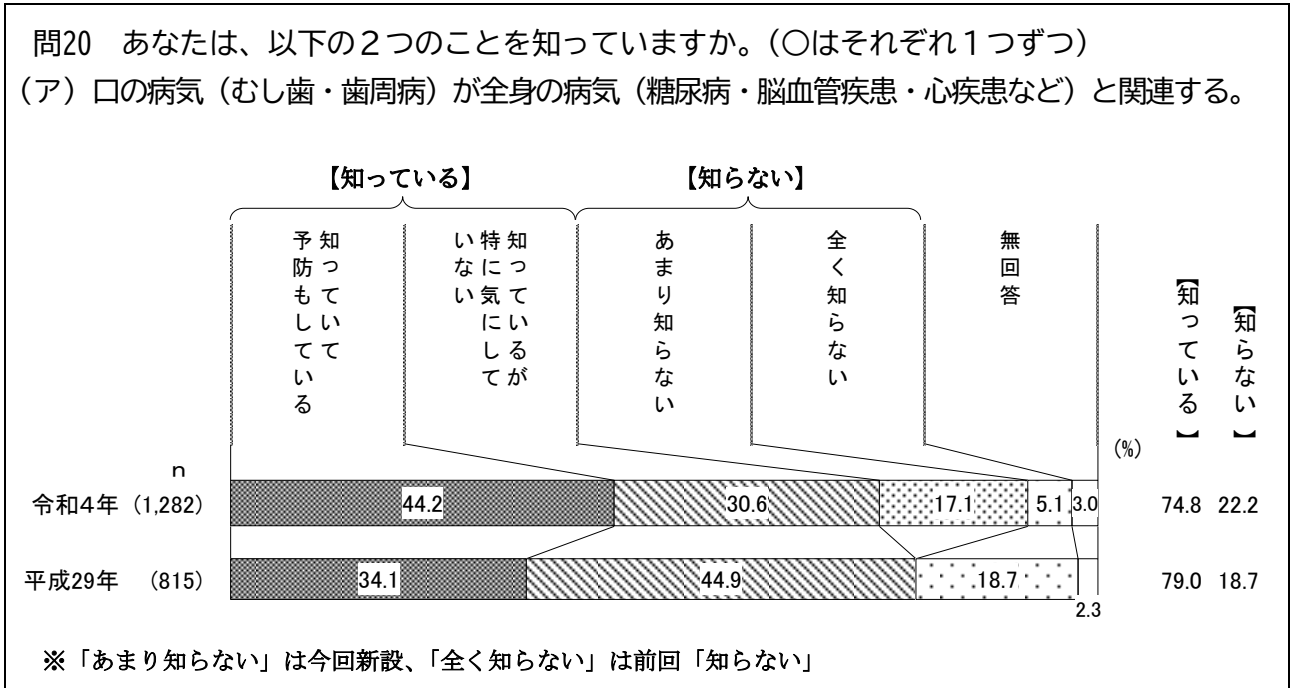 問20　あなたは、以下の２つのことを知っていますか。（○はそれぞれ１つずつ）
（ア）口の病気（むし歯・歯周病）が全身の病気（糖尿病・脳血管疾患・心疾患など）と関連する。
【知っている】
【知らない】
知っていて
予防もしている
知っているが
特に気にして
いない
あまり知らない
全く知らない
無回答
【知っている】
【知らない】
(%)
ｎ
令和４年 (1,282) 44.2 30.6 17.1 5.1 3.0 74.8 22.2
平成29年 (815) 34.1 44.9 18.7 2.3 79.0 18.7
※「あまり知らない」は今回新設、「全く知らない」は前回「知らない」